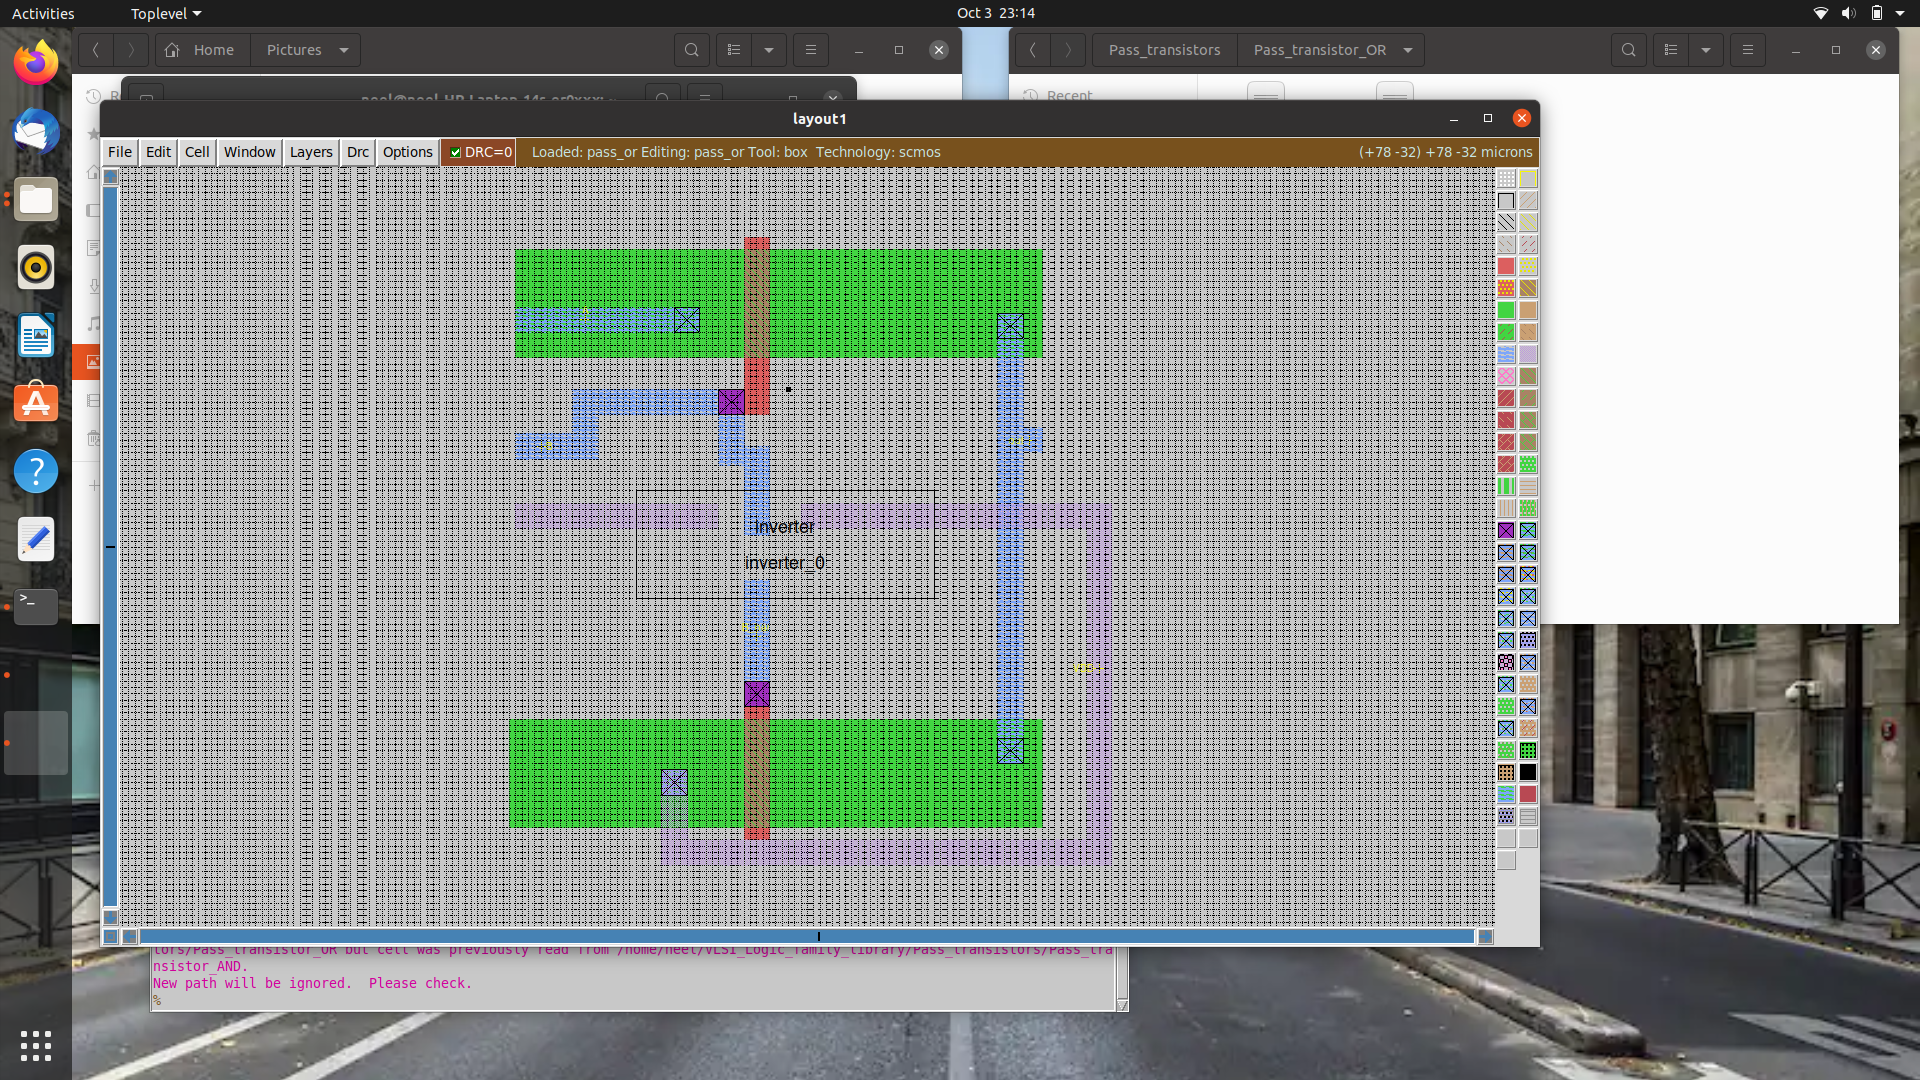 Activities
Toplevel
Oct 3 23:14
Home
Pictures
Pass_transistors
Pass_transistor_OR
Recent
layout1
File Edit Cell Window Layers Drc Options DRC=0 Loaded: pass_or Editing: pass_or Tool: box Technology: scmos (+78 -32) +78 -32 microns
inverter
inverter_0
tors/Pass_transistor_OR but cell was previously read from /home/neel/VLSI_Logic_family_library/Pass_transistors/Pass_tra
nsistor_AND.
New path will be ignored. Please check.
%